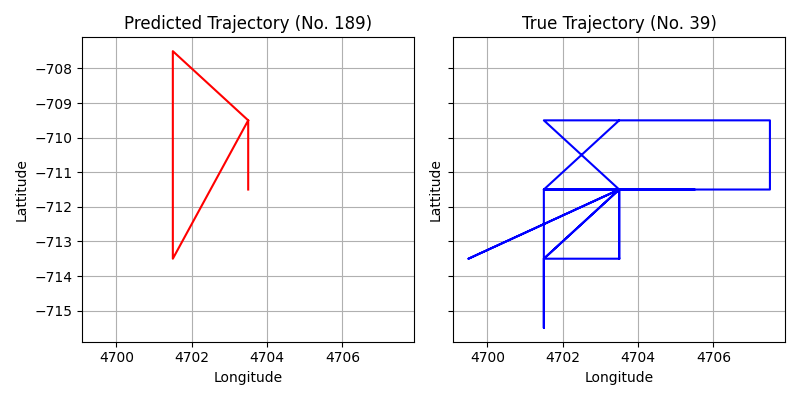 Predicted Trajectory (No. 189)
True Trajectory (No. 39)
Lattitude
−708
−709
−710
−711
−712
−713
−714
−715
4700 4702 4704 4706
Longitude
Lattitude
4700 4702 4704 4706
Longitude